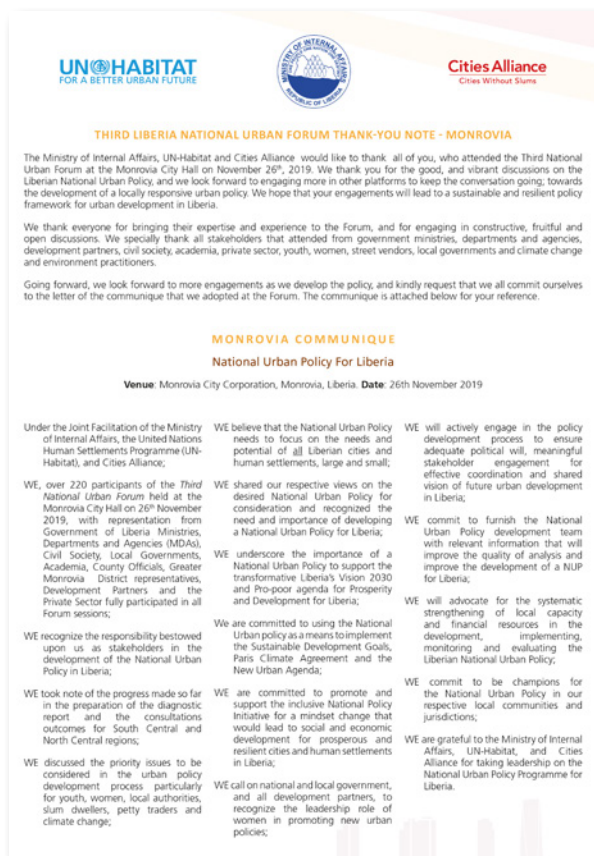 UN HABITAT
FOR A BETTER URBAN FUTURE
MINISTRY OF INTERNAL AFFAIRS
REPUBLIC OF LIBERIA
Cities Alliance
Cities Without Slums
THIRD LIBERIA NATIONAL URBAN FORUM THANK-YOU NOTE - MONROVIA
The Ministry of Internal Affairs, UN-Habitat and Cities Alliance would like to thank all of you, who attended the Third National
Urban Forum at the Monrovia City Hall on November 26th, 2019. We thank you for the good, and vibrant discussions on the
Liberian National Urban Policy, and we look forward to engaging more in other platforms to keep the conversation going; towards
the development of a locally responsive urban policy. We hope that your engagements will lead to a sustainable and resilient policy
framework for urban development in Liberia.
We thank everyone for bringing their expertise and experience to the Forum, and for engaging in constructive, fruitful and
open discussions. We specially thank all stakeholders that attended from government ministries, departments and agencies,
development partners, civil society, academia, private sector, youth, women, street vendors, local governments and climate change
and environment practitioners.
Going forward, we look forward to more engagements as we develop the policy, and kindly request that we all commit ourselves
to the letter of the communique that we adopted at the Forum. The communique is attached below for your reference.
MONROVIA COMMUNIQUE
National Urban Policy For Liberia
Venue: Monrovia City Corporation, Monrovia, Liberia. Date: 26th November 2019
Under the Joint Facilitation of the Ministry
of Internal Affairs, the United Nations
Human Settlements Programme (UN-
Habitat), and Cities Alliance;
WE, over 220 participants of the Third
National Urban Forum held at the
Monrovia City Hall on 26th November
2019, with representation from
Government of Liberia Ministries,
Departments and Agencies (MDAs),
Civil Society, Local Governments,
Academia, County Officials, Greater
Monrovia District representatives,
Development Partners and the
Private Sector fully participated in all
Forum sessions;
WE recognize the responsibility bestowed
upon us as stakeholders in the
development of the National Urban
Policy in Liberia;
WE took note of the progress made so far
in the preparation of the diagnostic
report and the consultations
outcomes for South Central and
North Central regions;
WE discussed the priority issues to be
considered in the urban policy
development process particularly
for youth, women, local authorities,
slum dwellers, petty traders and
climate change;
WE believe that the National Urban Policy
needs to focus on the needs and
potential of all Liberian cities and
human settlements, large and small;
WE shared our respective views on the
desired National Urban Policy for
consideration and recognized the
need and importance of developing
a National Urban Policy for Liberia;
WE underscore the importance of a
National Urban Policy to support the
transformative Liberia's Vision 2030
and Pro-poor agenda for Prosperity
and Development for Liberia;
We are committed to using the National
Urban policy as a means to implement
the Sustainable Development Goals,
Paris Climate Agreement and the
New Urban Agenda;
WE are committed to promote and
support the inclusive National Policy
Initiative for a mindset change that
would lead to social and economic
development for prosperous and
resilient cities and human settlements
in Liberia;
WE call on national and local government,
and all development partners, to
recognize the leadership role of
women in promoting new urban
policies;
WE will actively engage in the policy
development process to ensure
adequate political will, meaningful
stakeholder engagement for
effective coordination and shared
vision of future urban development
in Liberia;
WE commit to furnish the National
Urban Policy development team
with relevant information that will
improve the quality of analysis and
improve the development of a NUP
for Liberia;
WE will advocate for the systematic
strengthening of local capacity
and financial resources in the
development, implementing,
monitoring and evaluating the
Liberian National Urban Policy;
WE commit to be champions for
the National Urban Policy in our
respective local communities and
jurisdictions;
WE are grateful to the Ministry of Internal
Affairs, UN-Habitat, and Cities
Alliance for taking leadership on the
National Urban Policy Programme for
Liberia.